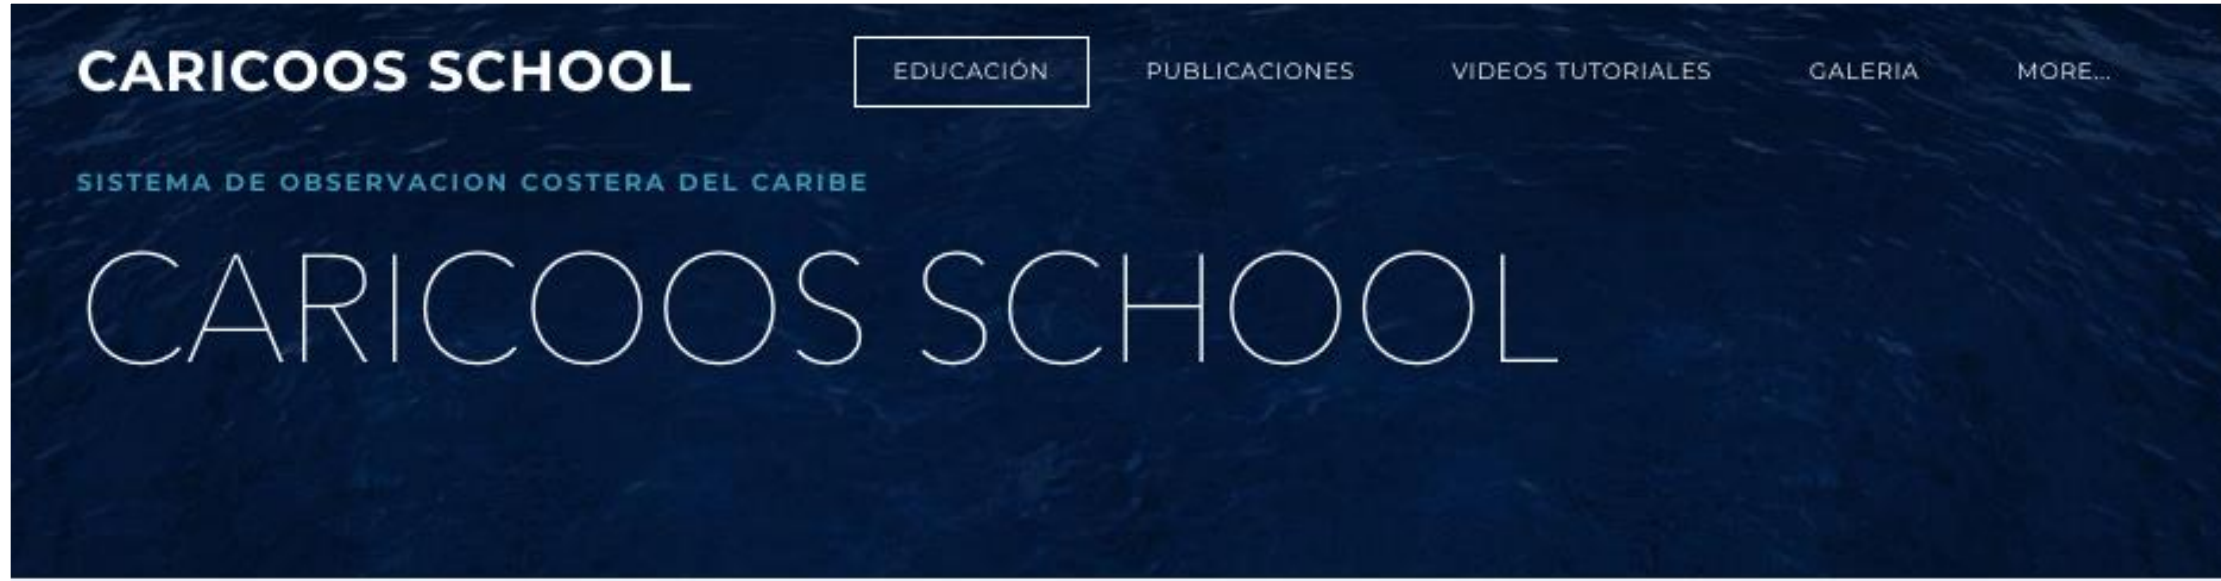 CARICOOS SCHOOL EDUCACIÓN PUBLICACIONES VIDEOS TUTORIALES GALERIA MORE...
SISTEMA DE OBSERVACION COSTERA DEL CARIBE
CARICOOS SCHOOL